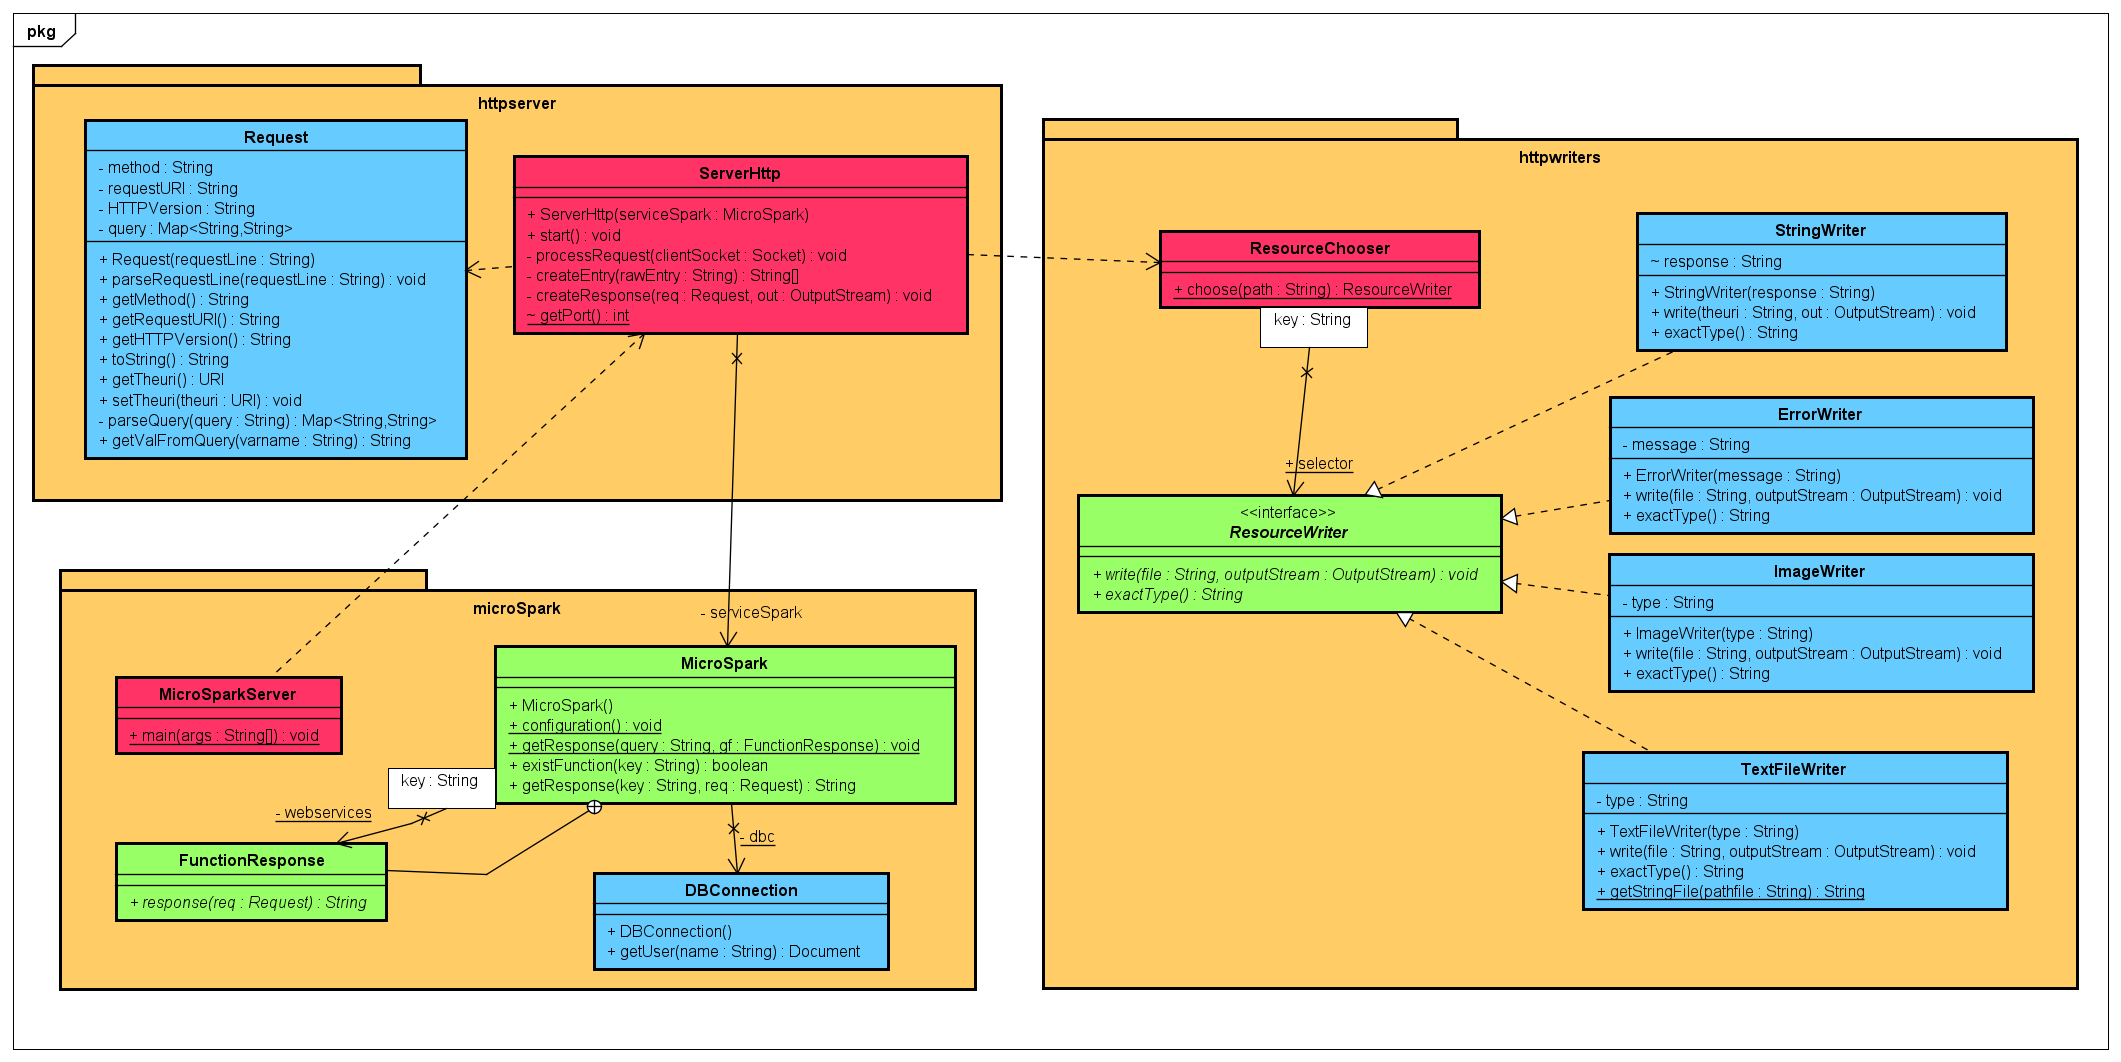 pkg
httpserver
Request
- method : String
- requestURI : String
- HTTPVersion : String
- query : Map<String,String>
+ Request(requestLine : String)
+ parseRequestLine(requestLine : String) : void
+ getMethod() : String
+ getRequestURI() : String
+ getHTTPVersion() : String
+ toString() : String
+ getTheuri() : URI
+ setTheuri(theuri : URI) : void
- parseQuery(query : String) : Map<String,String>
+ getValFromQuery(varname : String) : String
ServerHttp
+ ServerHttp(serviceSpark : MicroSpark)
+ start() : void
- processRequest(clientSocket : Socket) : void
- createEntry(rawEntry : String) : String[]
- createResponse(req : Request, out : OutputStream) : void
~ getPort() : int
microSpark
- serviceSpark
MicroSparkServer
+ main(args : String[]) : void
MicroSpark
+ MicroSpark()
+ configuration() : void
+ getResponse(query : String, gf : FunctionResponse) : void
+ existFunction(key : String) : boolean
+ getResponse(key : String, req : Request) : String
key : String
- webservices
FunctionResponse
+ response(req : Request) : String
- dbc
DBConnection
+ DBConnection()
+ getUser(name : String) : Document
httpwriters
ResourceChooser
+ choose(path : String) : ResourceWriter
key : String
+ selector
<<interface>>
ResourceWriter
+ write(file : String, outputStream : OutputStream) : void
+ exactType() : String
StringWriter
~ response : String
+ StringWriter(response : String)
+ write(theuri : String, out : OutputStream) : void
+ exactType() : String
ErrorWriter
- message : String
+ ErrorWriter(message : String)
+ write(file : String, outputStream : OutputStream) : void
+ exactType() : String
ImageWriter
- type : String
+ ImageWriter(type : String)
+ write(file : String, outputStream : OutputStream) : void
+ exactType() : String
TextFileWriter
- type : String
+ TextFileWriter(type : String)
+ write(file : String, outputStream : OutputStream) : void
+ exactType() : String
+ getStringFile(pathfile : String) : String